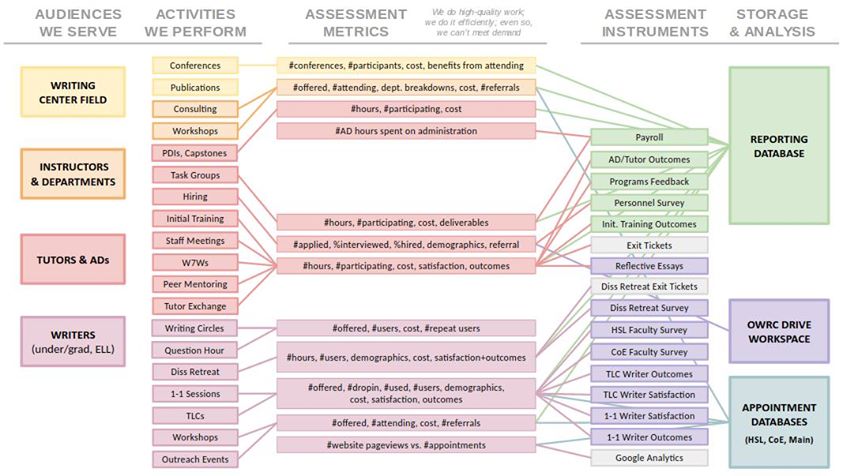 AUDIENCES
WE SERVE
ACTIVITIES
WE PERFORM
ASSESSMENT
METRICS
We do high-quality work;
we do it efficiently; even so,
we can't meet demand
ASSESSMENT
INSTRUMENTS
STORAGE
& ANALYSIS
WRITING
CENTER FIELD
INSTRUCTORS
& DEPARTMENTS
TUTORS & ADs
WRITERS
(under/grad, ELL)
Conferences
Publications
Consulting
Workshops
PDIs, Capstones
Task Groups
Hiring
Initial Training
Staff Meetings
W7Ws
Peer Mentoring
Tutor Exchange
Writing Circles
Question Hour
Diss Retreat
1-1 Sessions
TLCs
Workshops
Outreach Events
#conferences, #participants, cost, benefits from attending
#offered, #attending, dept. breakdowns, cost, #referrals
#hours, #participating, cost
#AD hours spent on administration
#hours, #participating, cost, deliverables
#applied, %interviewed, %hired, demographics, referral
#hours, #participating, cost, satisfaction, outcomes
#offered, #users, cost, #repeat users
#hours, #users, demographics, cost, satisfaction+outcomes
#offered, #dropin, #used, #users, demographics,
cost, satisfaction, outcomes
#offered, #attending, cost, #referrals
#website pageviews vs. #appointments
Payroll
AD/Tutor Outcomes
Programs Feedback
Personnel Survey
Init. Training Outcomes
Exit Tickets
Reflective Essays
Diss Retreat Exit Tickets
Diss Retreat Survey
HSL Faculty Survey
CoE Faculty Survey
TLC Writer Outcomes
TLC Writer Satisfaction
1-1 Writer Satisfaction
1-1 Writer Outcomes
Google Analytics
REPORTING
DATABASE
OWRC DRIVE
WORKSPACE
APPOINTMENT
DATABASES
(HSL, CoE, Main)